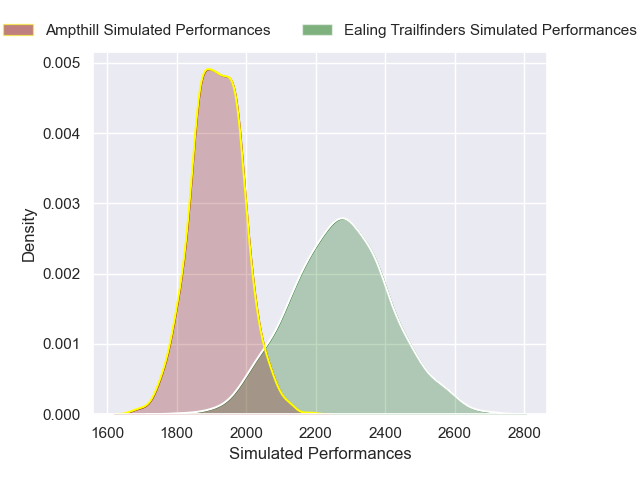 Ampthill Simulated Performances
Ealing Trailfinders Simulated Performances
0.005
0.004
0.003
0.002
0.001
0.000
Density
1600 1800 2000 2200 2400 2600 2800
Simulated Performances